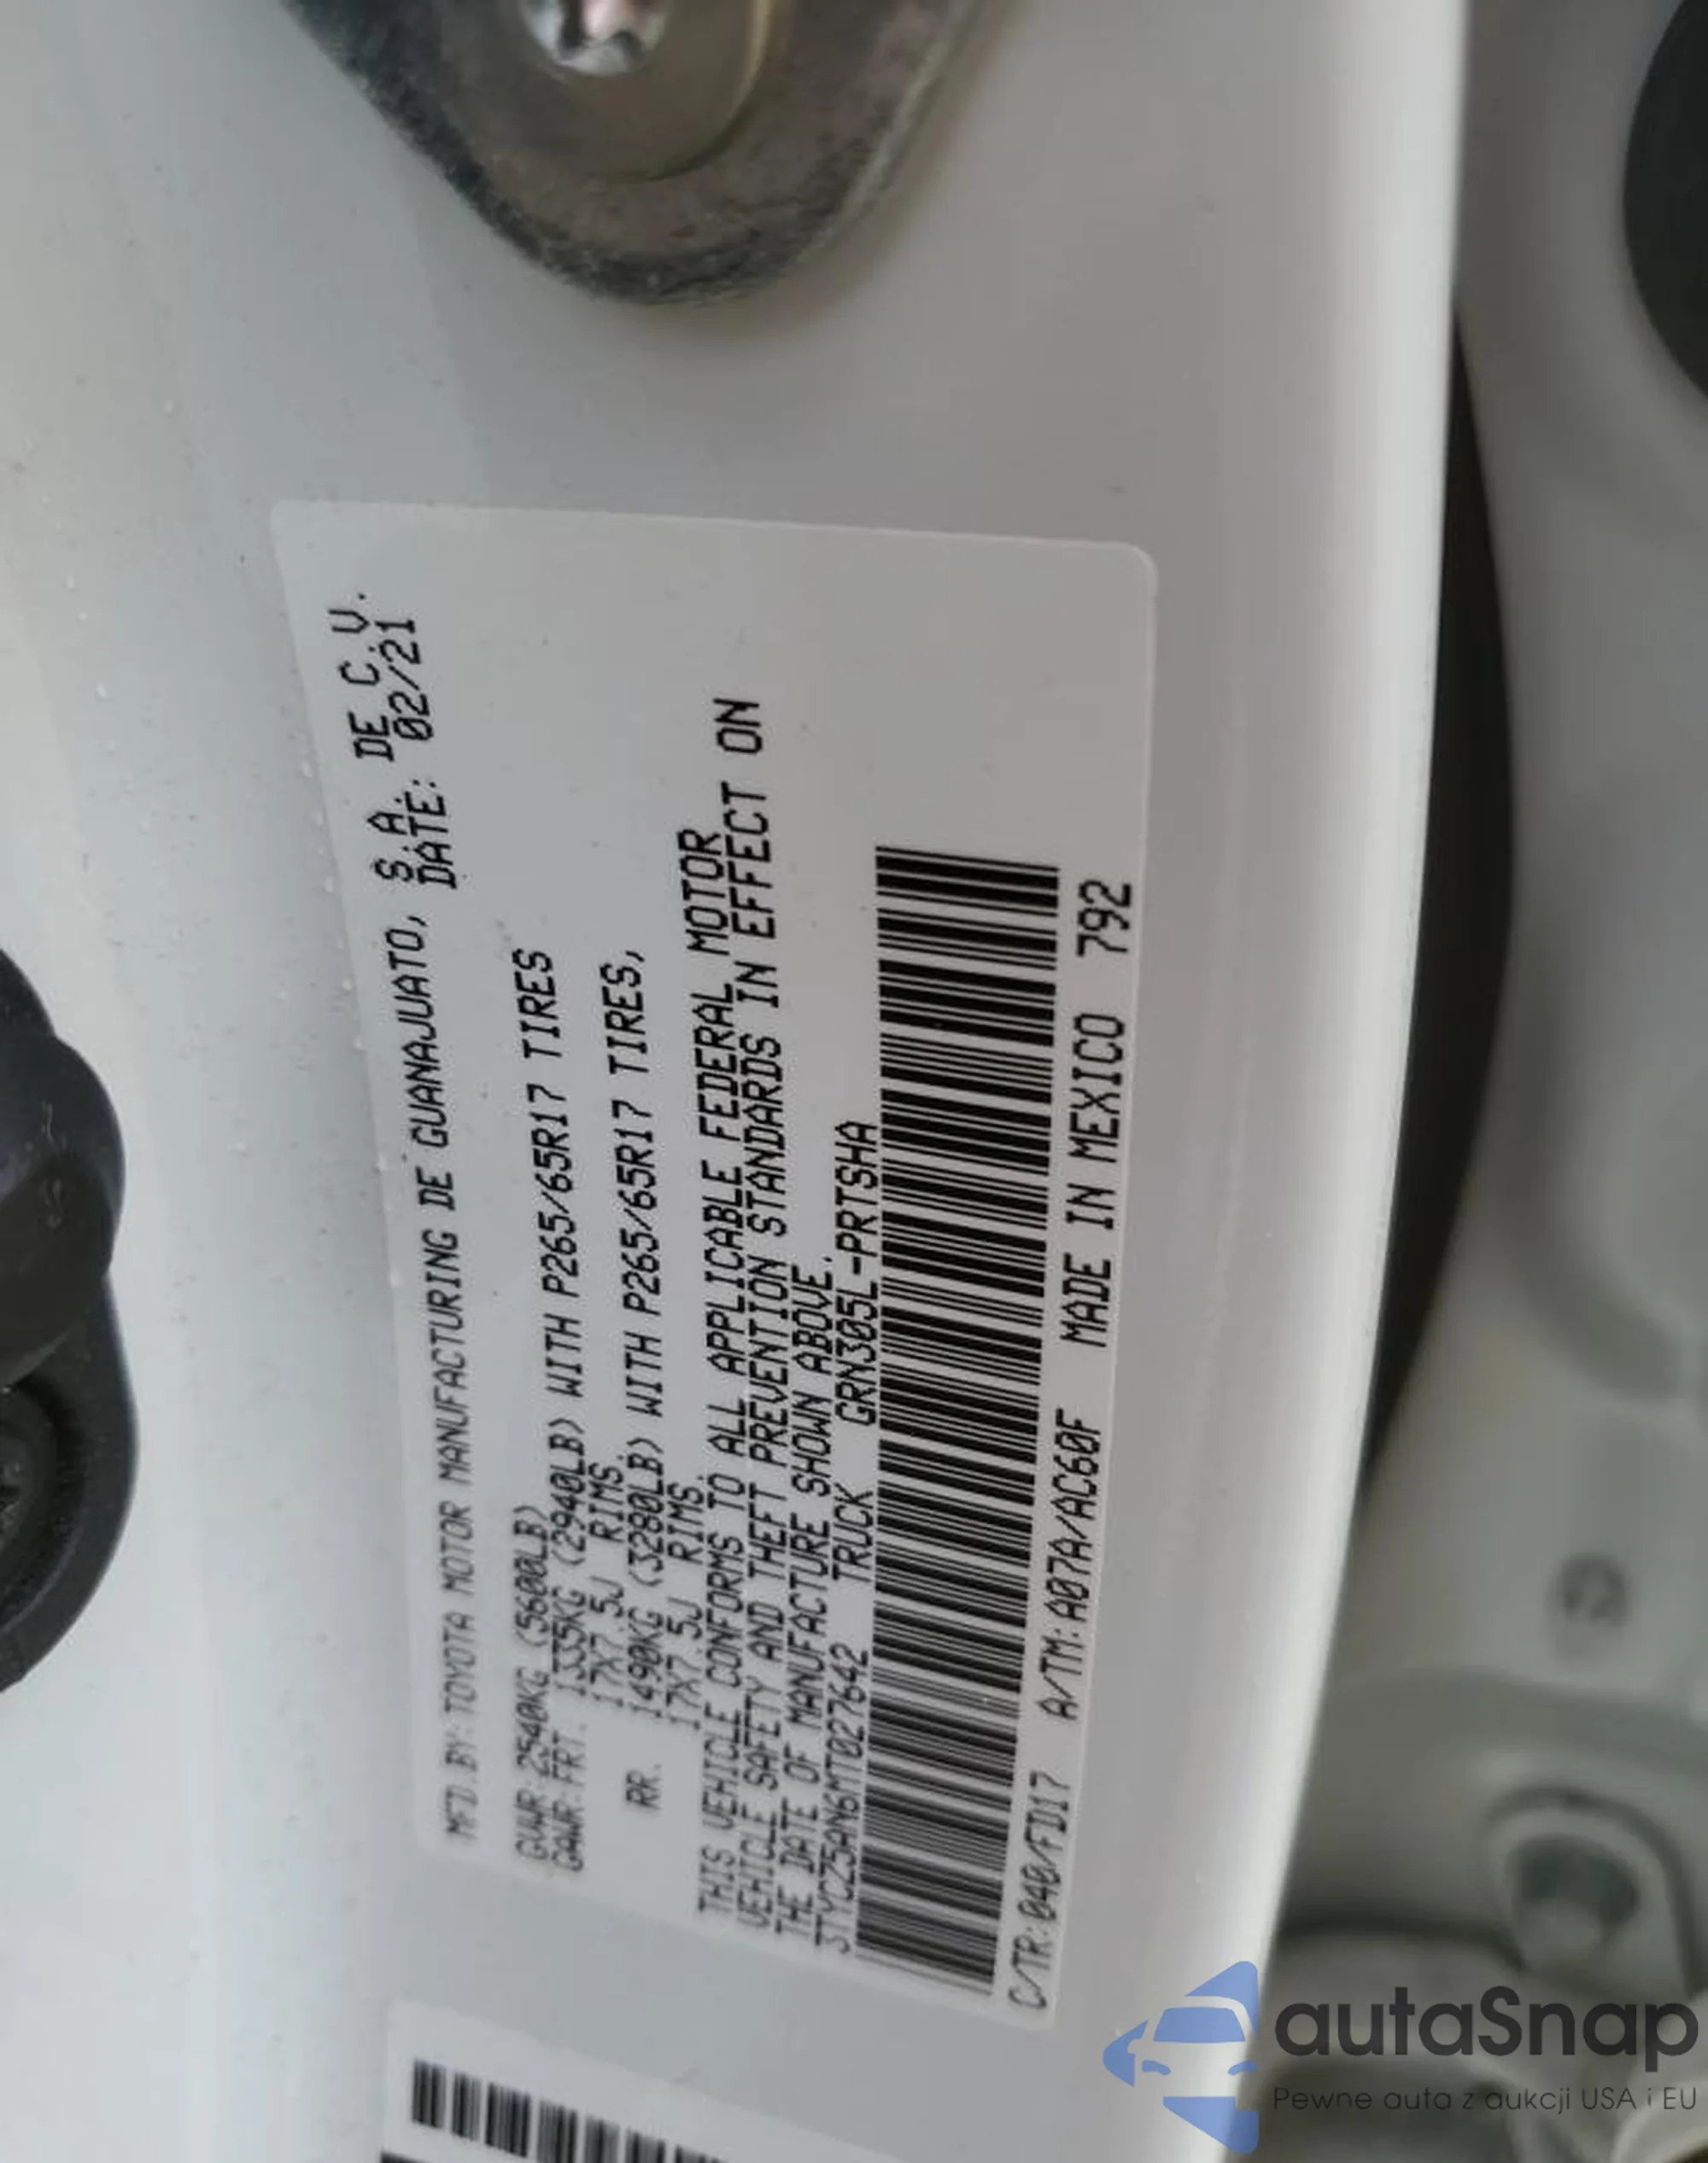 MFD.BY:TOYOTA MOTOR MANUFACTURING DE GUANAJUATO, S.A. DE C.V.
DATE: 02/21
GVWR:2540KG (5600LB)
GAWR:FRT. 1335KG (2940LB) WITH P265/65R17 TIRES
17X7.5J RIMS,
RR. 1490KG (3280LB) WITH P265/65R17 TIRES,
17X7.5J RIMS.
THIS VEHICLE CONFORMS TO ALL APPLICABLE FEDERAL MOTOR
VEHICLE SAFETY AND THEFT PREVENTION STANDARDS IN EFFECT ON
THE DATE OF MANUFACTURE SHOWN ABOVE.
3TYCZ5AN6MT027642 TRUCK GRN305L-PRTSHA
C/TR:040/FD17 A/TM:A07A/AC60F MADE IN MEXICO 792
autaSnap
Pewne auta z aukcji USA i EU